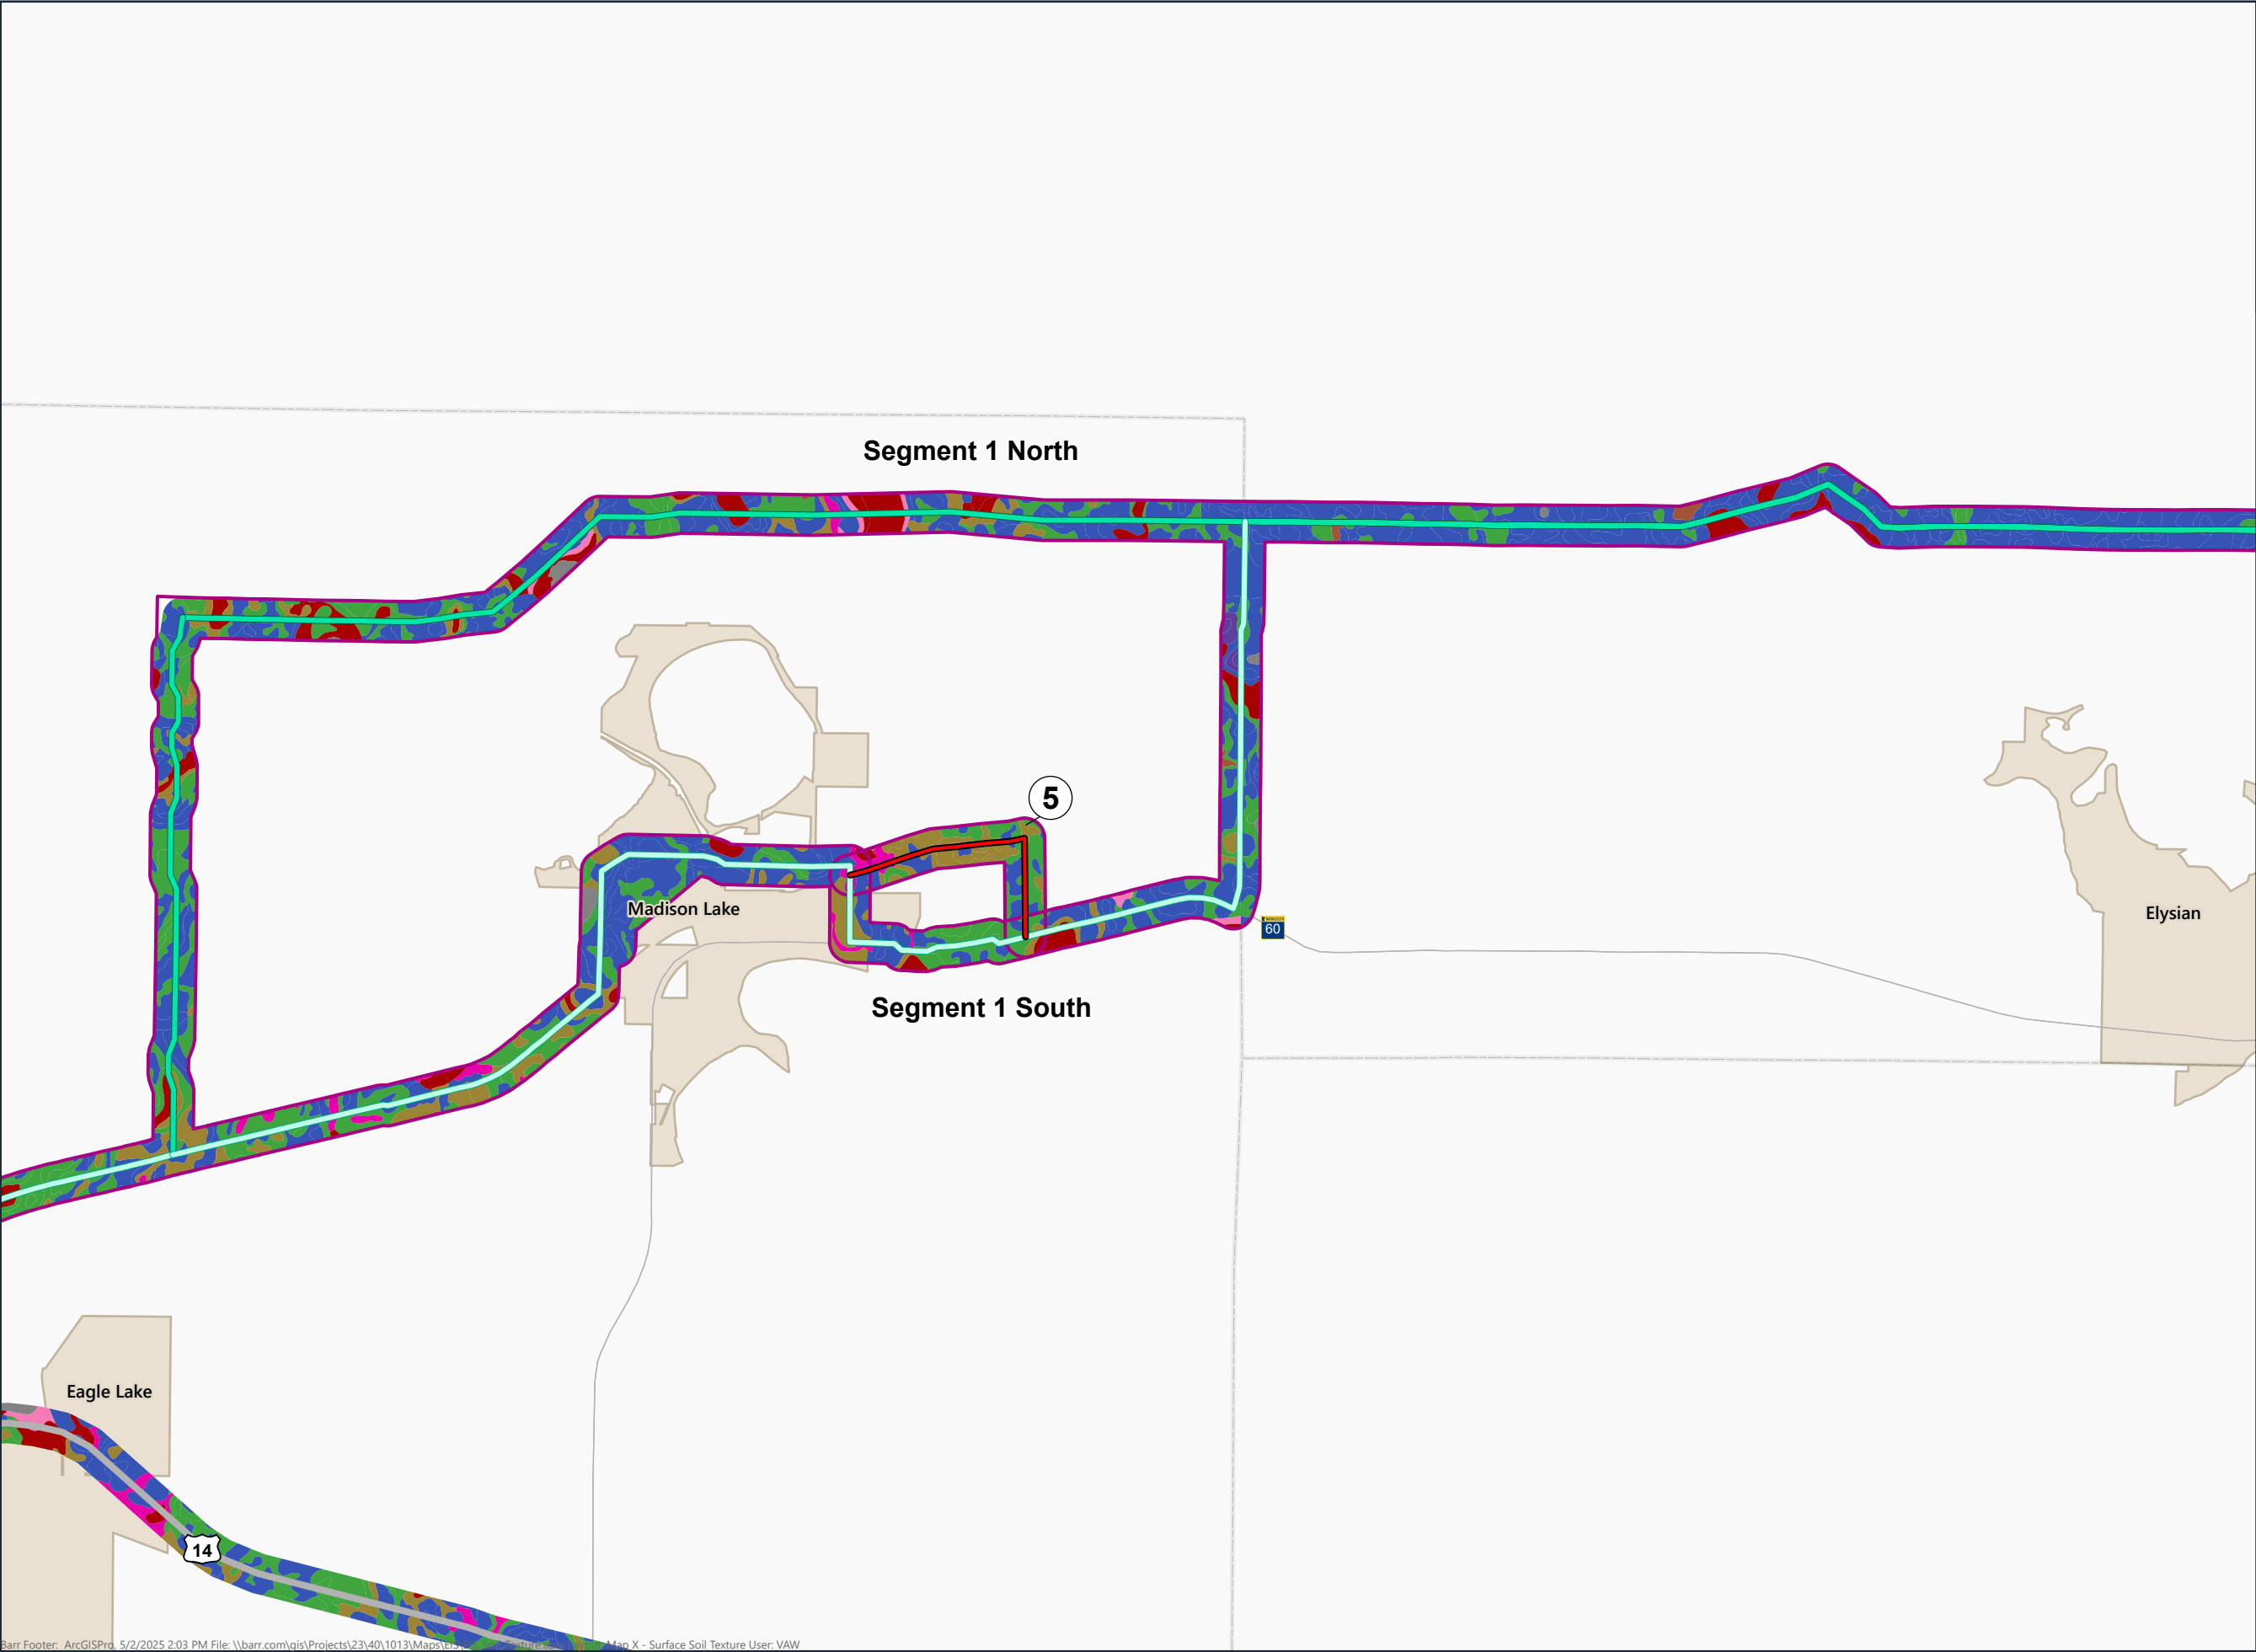 Segment 1 North
5
Madison Lake
60
Elysian
Segment 1 South
Eagle Lake
14
Barr Footer: ArcGISPro, 5/2/2025 2:03 PM File: \\barr.com\gis\Projects\23\40\1013\Maps\EIS Map X - Surface Soil Texture User: VAW